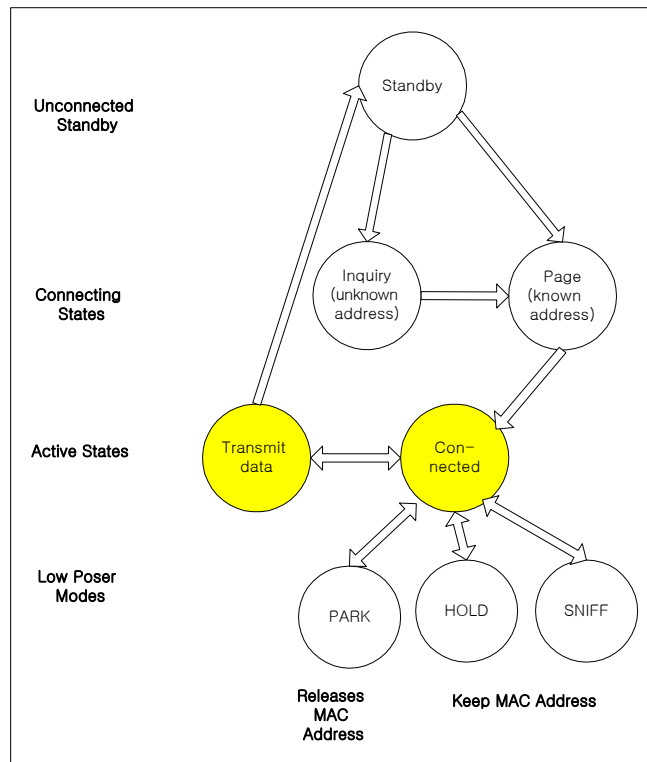 Standby
Unconnected
Standby
Inquiry
(unknown
address)
Page
(known
address)
Connecting
States
Transmit
data
Con-
nected
Active States
Low Poser
Modes
PARK
HOLD
SNIFF
Releases
MAC
Address
Keep MAC Address